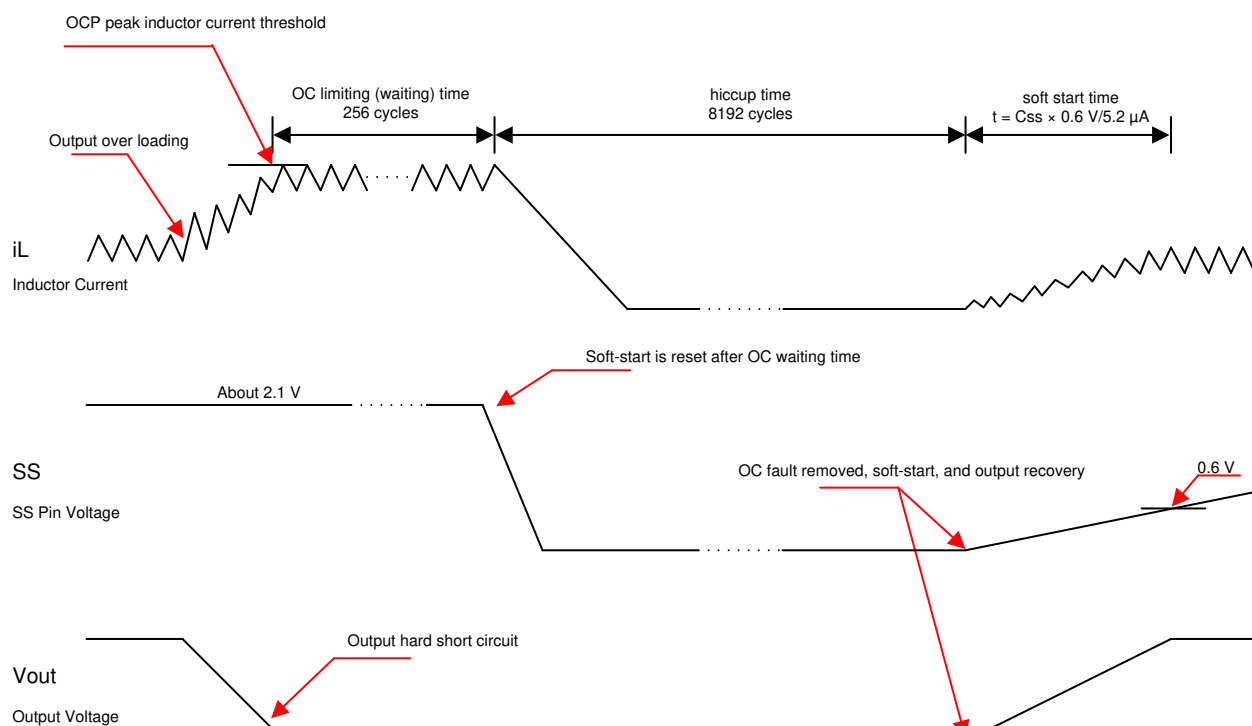 OCP peak inductor current threshold
OC limiting (waiting) time
256 cycles
hiccup time
8192 cycles
soft start time
t = Css × 0.6 V/5.2 µA
Output over loading
iL
Inductor Current
Soft-start is reset after OC waiting time
About 2.1 V
SS
SS Pin Voltage
OC fault removed, soft-start, and output recovery
0.6 V
Output hard short circuit
Vout
Output Voltage